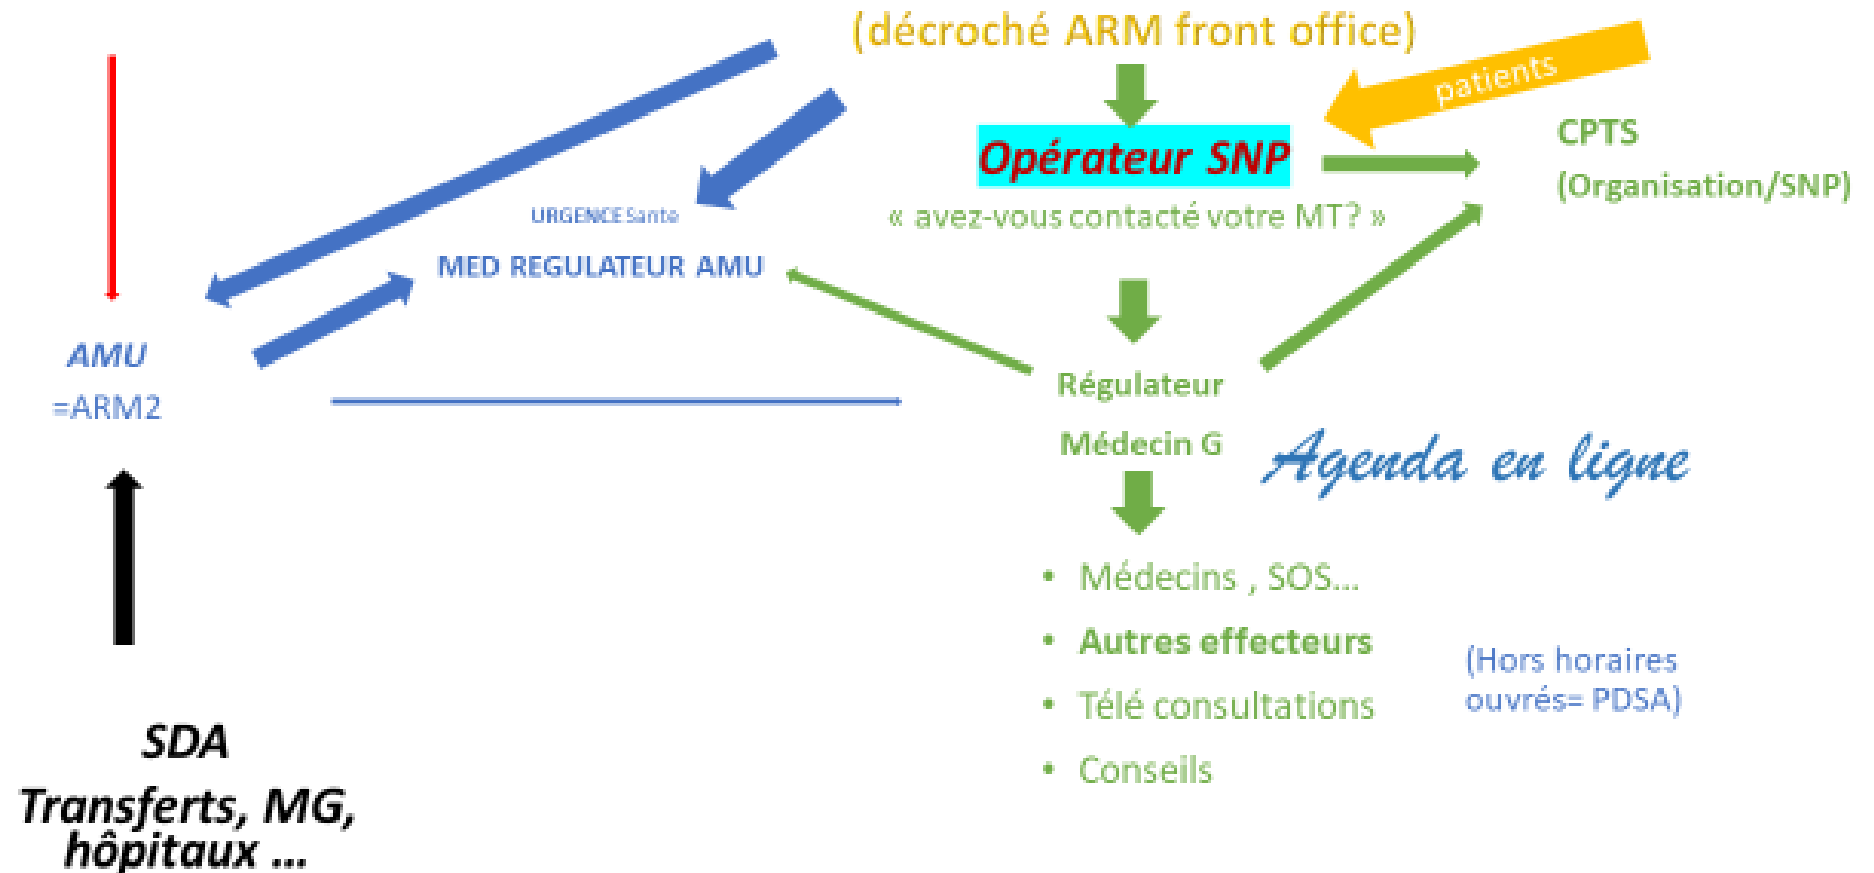 (décroché ARM front office)
patients
Opérateur SNP
CPTS
(Organisation/SNP)
« avez-vous contacté votre MT? »
URGENCE Sante
MED REGULATEUR AMU
AMU
=ARM2
Régulateur
Médecin G
Agenda en ligne
• Médecins , SOS...
• Autres effecteurs
• Télé consultations
• Conseils
(Hors horaires
ouvrés= PDSA)
SDA
Transferts, MG,
hôpitaux ...